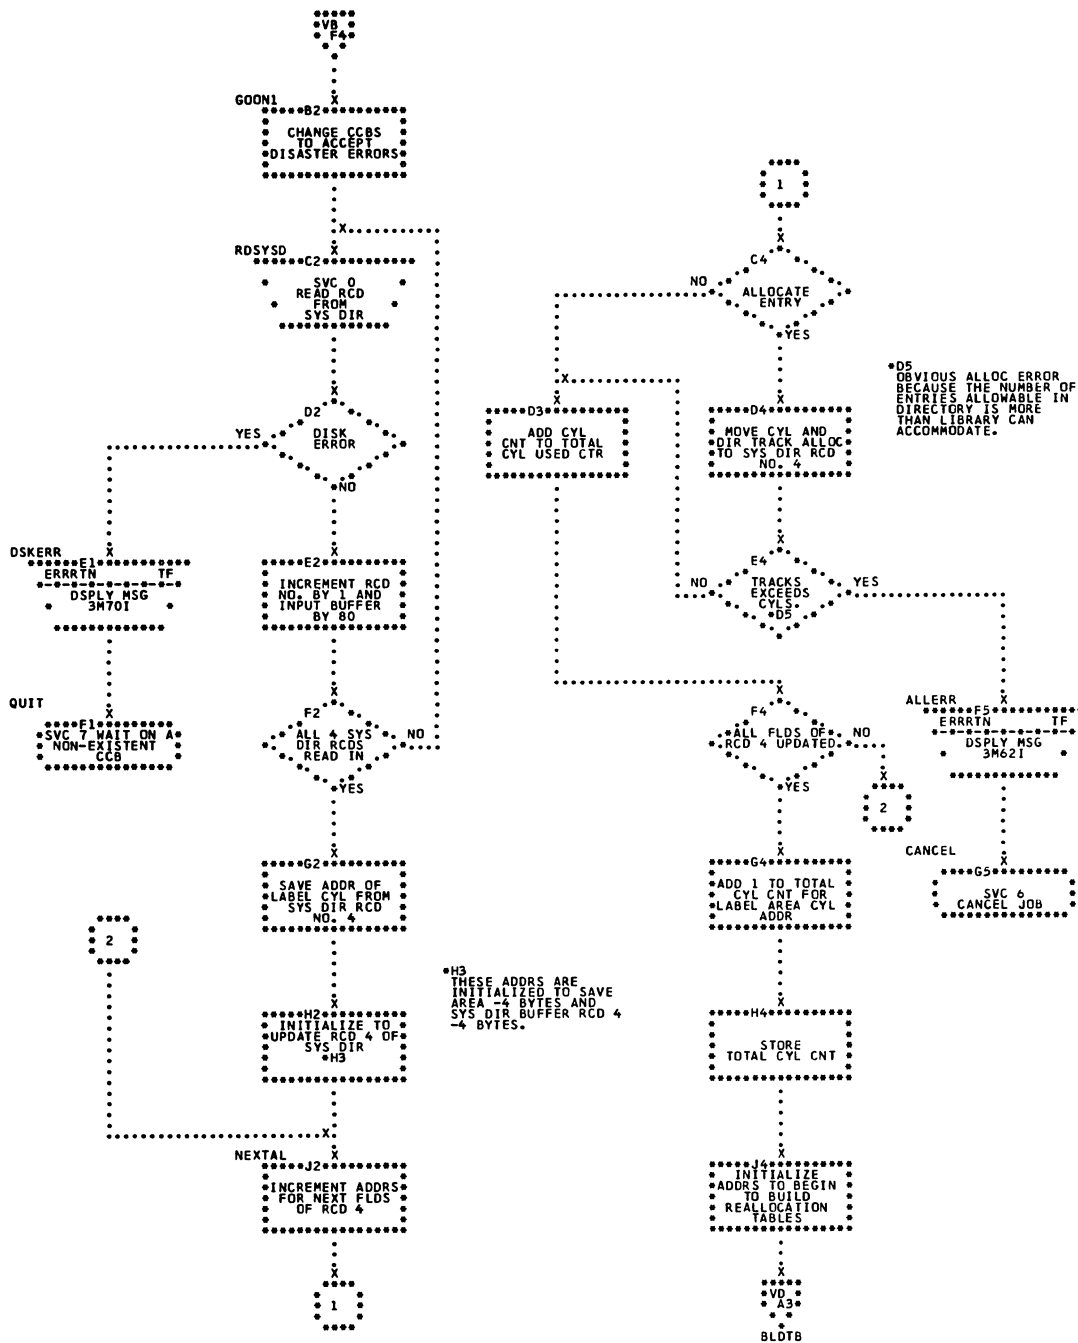 VB
F4
GOON1
B2
CHANGE CCBS
TO ACCEPT
DISASTER ERRORS
RDSYSD
C2
SVC 0
READ RCD
FROM
SYS DIR
D2
DISK
ERROR
YES
NO
DSKERR
E1
ERRRTN TF
DSPLY MSG
3M70I
E2
INCREMENT RCD
NO. BY 1 AND
INPUT BUFFER
BY 80
QUIT
F1
SVC 7 WAIT ON A
NON-EXISTENT
CCB
F2
ALL 4 SYS
DIR RCDS
READ IN
NO
YES
G2
SAVE ADDR OF
LABEL CYL FROM
SYS DIR RCD
NO. 4
2
H2
INITIALIZE TO
UPDATE RCD 4 OF
SYS DIR
*H3
*H3
THESE ADDRS ARE
INITIALIZED TO SAVE
AREA -4 BYTES AND
SYS DIR BUFFER RCD 4
-4 BYTES.
NEXTAL
J2
INCREMENT ADDRS
FOR NEXT FLDS
OF RCD 4
1
1
C4
ALLOCATE
ENTRY
NO
YES
D3
ADD CYL
CNT TO TOTAL
CYL USED CTR
D4
MOVE CYL AND
DIR TRACK ALLOC
TO SYS DIR RCD
NO. 4
*D5
OBVIOUS ALLOC ERROR
BECAUSE THE NUMBER OF
ENTRIES ALLOWABLE IN
DIRECTORY IS MORE
THAN LIBRARY CAN
ACCOMMODATE.
E4
TRACKS
EXCEEDS
CYLS
*D5
NO
YES
F4
ALL FLDS OF
RCD 4 UPDATED
NO
YES
2
ALLERR
F5
ERRRTN TF
DSPLY MSG
3M62I
CANCEL
G5
SVC 6
CANCEL JOB
G4
ADD 1 TO TOTAL
CYL CNT FOR
LABEL AREA CYL
ADDR
H4
STORE
TOTAL CYL CNT
J4
INITIALIZE
ADDRS TO BEGIN
TO BUILD
REALLOCATION
TABLES
VD
A3
BLDTB